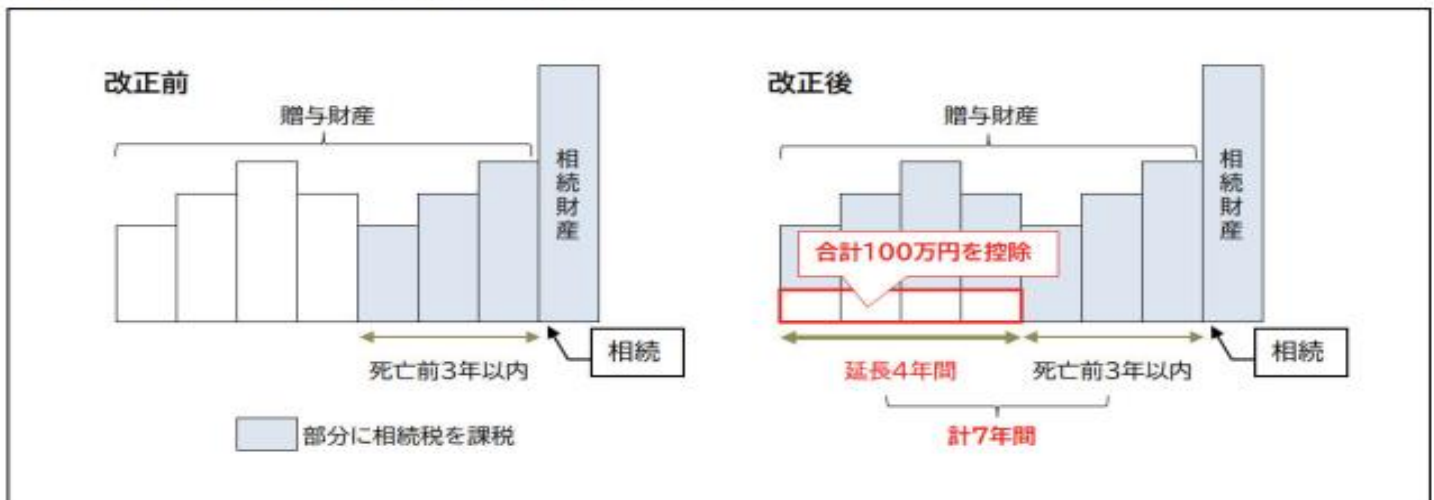 改正前
贈与財産
相続財産
死亡前3年以内
相続
部分に相続税を課税
改正後
贈与財産
相続財産
合計100万円を控除
延長4年間
死亡前3年以内
相続
計7年間